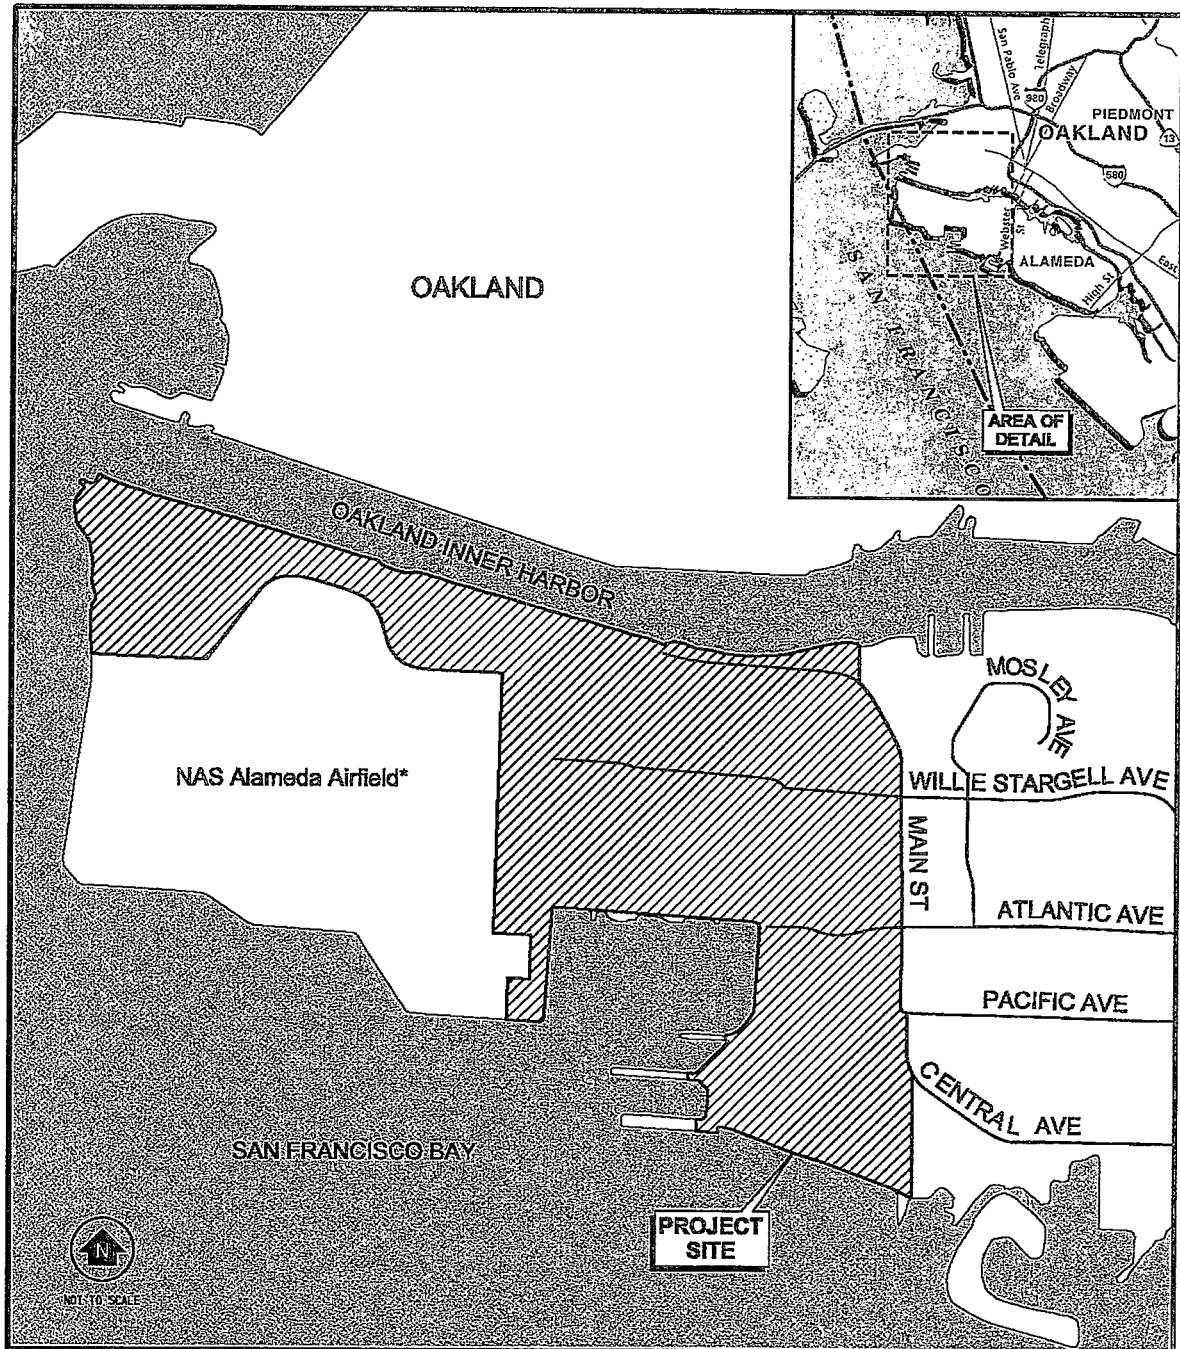 San Pablo Ave
Telegraph
Broadway
980
PIEDMONT
OAKLAND
13
580
Webster
St
ALAMEDA
East
High St
SAN FRANCISCO
AREA OF
DETAIL
OAKLAND
OAKLAND INNER HARBOR
MOSLEY AVE
NAS Alameda Airfield*
WILLIE STARGELL AVE
MAIN ST
ATLANTIC AVE
PACIFIC AVE
CENTRAL AVE
SAN FRANCISCO BAY
PROJECT
SITE
N
NOT TO SCALE